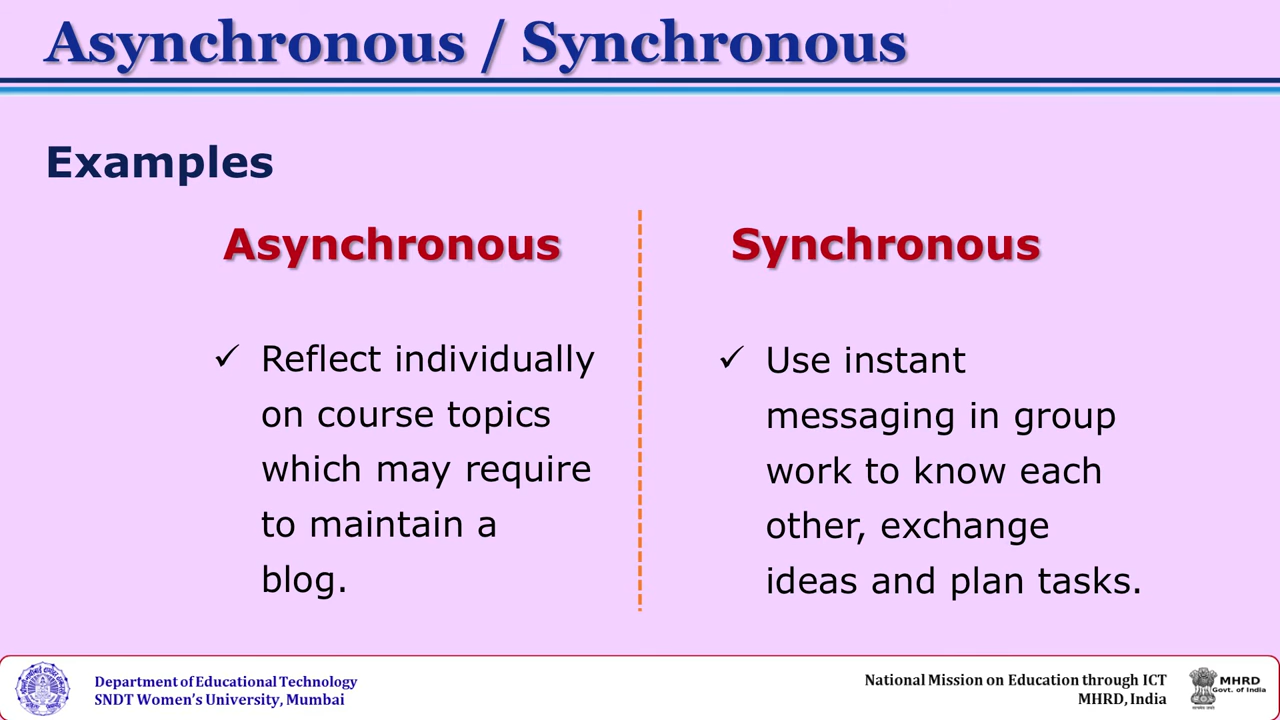 Asynchronous / Synchronous
Examples
Asynchronous
✓ Reflect individually
on course topics
which may require
to maintain a
blog.
Synchronous
✓ Use instant
messaging in group
work to know each
other, exchange
ideas and plan tasks.
Department of Educational Technology
SNDT Women's University, Mumbai
National Mission on Education through ICT
MHRD, India
MHRD
Govt. of India